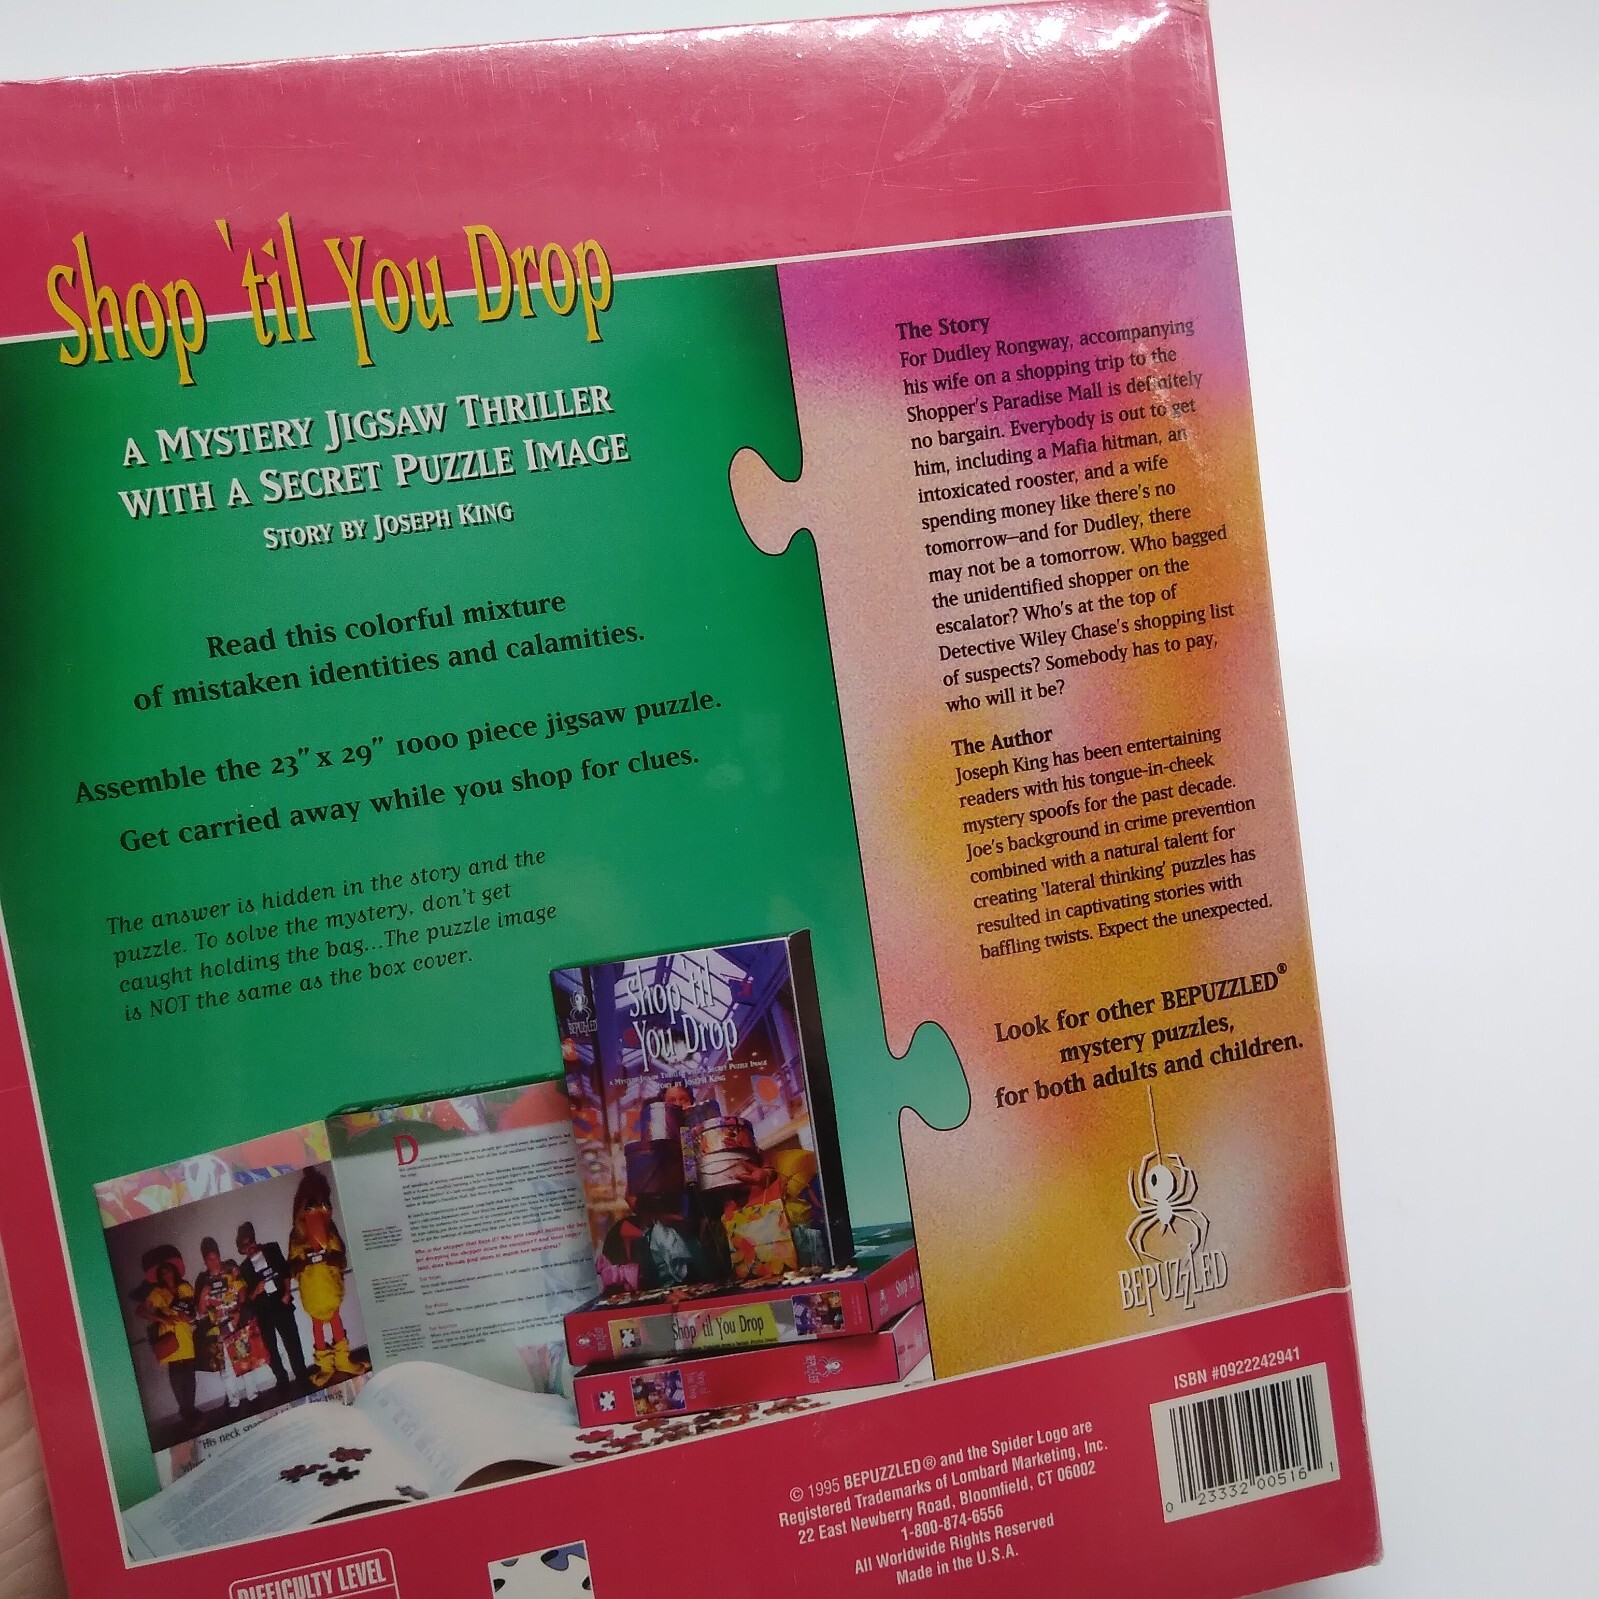 Shop 'til You Drop
A MYSTERY JIGSAW THRILLER
WITH A SECRET PUZZLE IMAGE
STORY BY JOSEPH KING
Read this colorful mixture
of mistaken identities and calamities.
Assemble the 23" x 29" 1000 piece jigsaw puzzle.
Get carried away while you shop for clues.
The answer is hidden in the story and the
puzzle. To solve the mystery, don't get
caught holding the bag...The puzzle image
is NOT the same as the box cover.
The Story
For Dudley Rongway, accompanying
his wife on a shopping trip to the
Shopper's Paradise Mall is definitely
no bargain. Everybody is out to get
him, including a Mafia hitman, an
intoxicated rooster, and a wife
spending money like there's no
tomorrow—and for Dudley, there
may not be a tomorrow. Who bagged
the unidentified shopper on the
escalator? Who's at the top of
Detective Wiley Chase's shopping list
of suspects? Somebody has to pay,
who will it be?
The Author
Joseph King has been entertaining
readers with his tongue-in-cheek
mystery spoofs for the past decade.
Joe's background in crime prevention
combined with a natural talent for
creating 'lateral thinking' puzzles has
resulted in captivating stories with
baffling twists. Expect the unexpected.
Look for other BEPUZZLED®
mystery puzzles,
for both adults and children.
BEPUZZLED
BEPUZZLED
Shop 'til
You Drop
STORY BY JOSEPH KING
Shop 'til You Drop
BEPUZZLED
"His neck
ISBN #0922242941
0 23332 00516 1
© 1995 BEPUZZLED® and the Spider Logo are
Registered Trademarks of Lombard Marketing, Inc.
22 East Newberry Road, Bloomfield, CT 06002
1-800-874-6556
All Worldwide Rights Reserved
Made in the U.S.A.
DIFFICULTY LEVEL